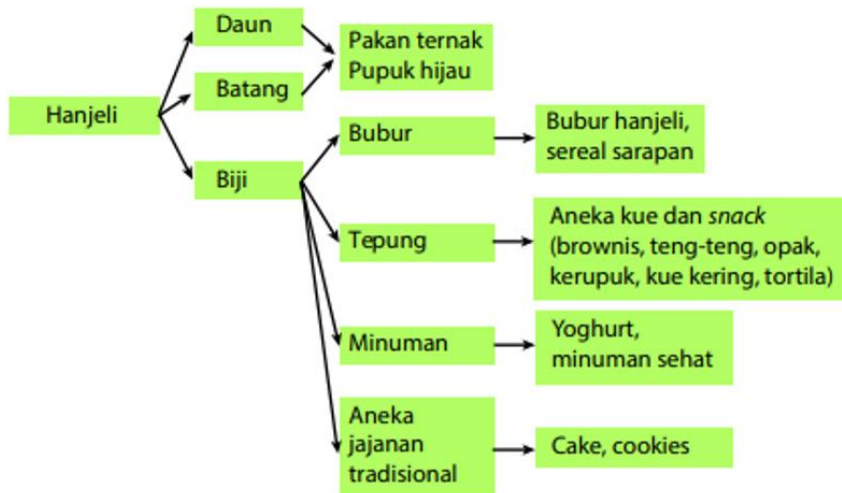 Hanjeli
Daun
Batang
Biji
Pakan ternak
Pupuk hijau
Bubur
Bubur hanjeli,
sereal sarapan
Tepung
Aneka kue dan snack
(brownis, teng-teng, opak,
kerupuk, kue kering, tortila)
Minuman
Yoghurt,
minuman sehat
Aneka
jajanan
tradisional
Cake, cookies